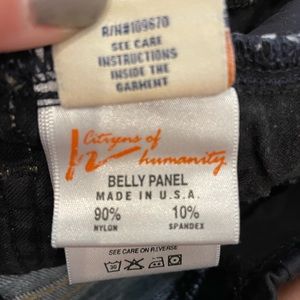 R/N#109670
SEE CARE
INSTRUCTIONS
INSIDE THE
GARMENT
Citizens of
humanity
BELLY PANEL
MADE IN U.S.A.
90% 10%
NYLON SPANDEX
SEE CARE ON REVERSE